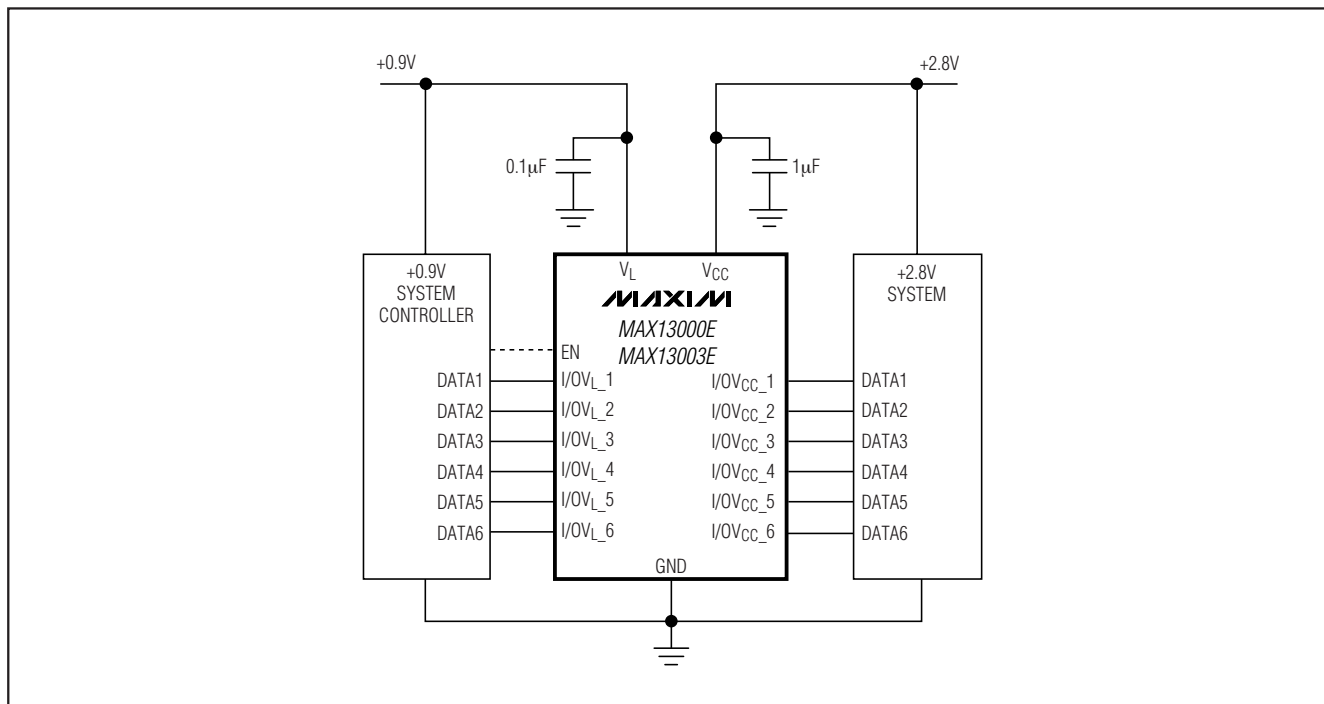 +0.9V
+2.8V
0.1µF
1µF
+0.9V
SYSTEM
CONTROLLER
VL
VCC
MAXIM
MAX13000E
MAX13003E
+2.8V
SYSTEM
EN
DATA1
I/OVL_1
I/OVCC_1
DATA1
DATA2
I/OVL_2
I/OVCC_2
DATA2
DATA3
I/OVL_3
I/OVCC_3
DATA3
DATA4
I/OVL_4
I/OVCC_4
DATA4
DATA5
I/OVL_5
I/OVCC_5
DATA5
DATA6
I/OVL_6
I/OVCC_6
DATA6
GND